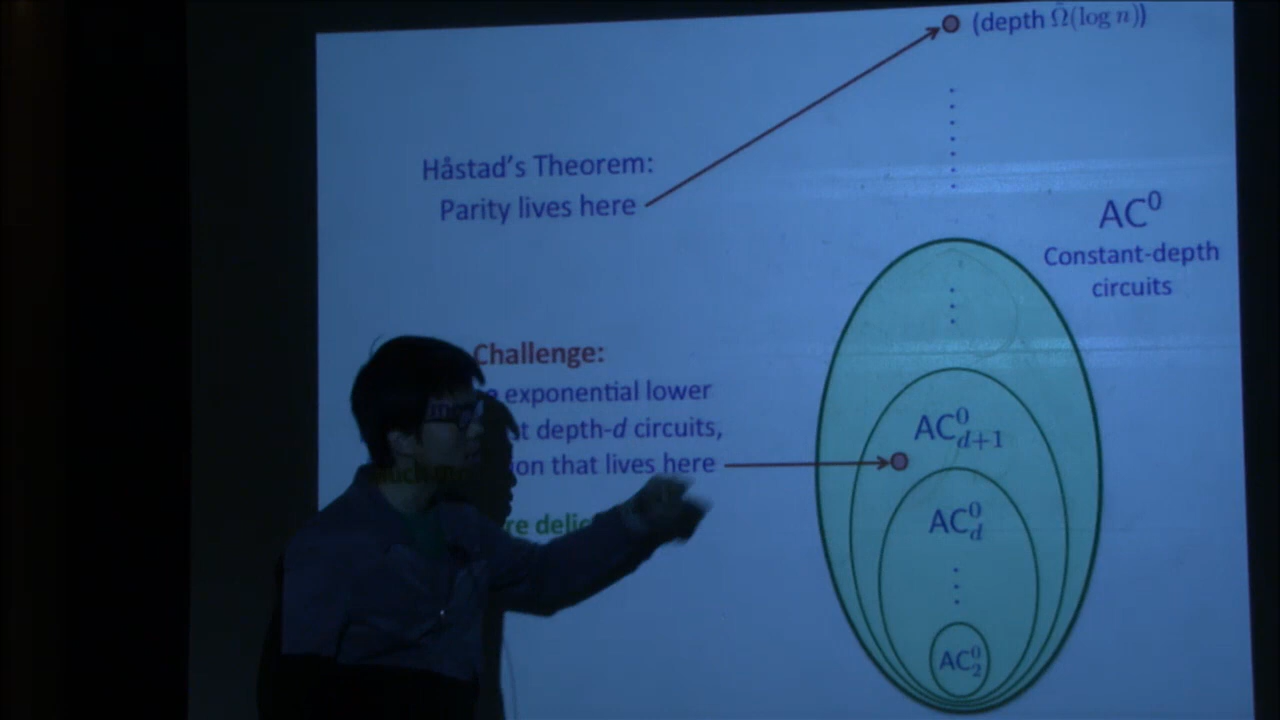 (depth Ω̃(log n))
Håstad's Theorem:
Parity lives here
AC⁰
Constant-depth
circuits
Challenge:
exponential lower
depth-d circuits,
that lives here
AC⁰_{d+1}
AC⁰_d
AC⁰_2